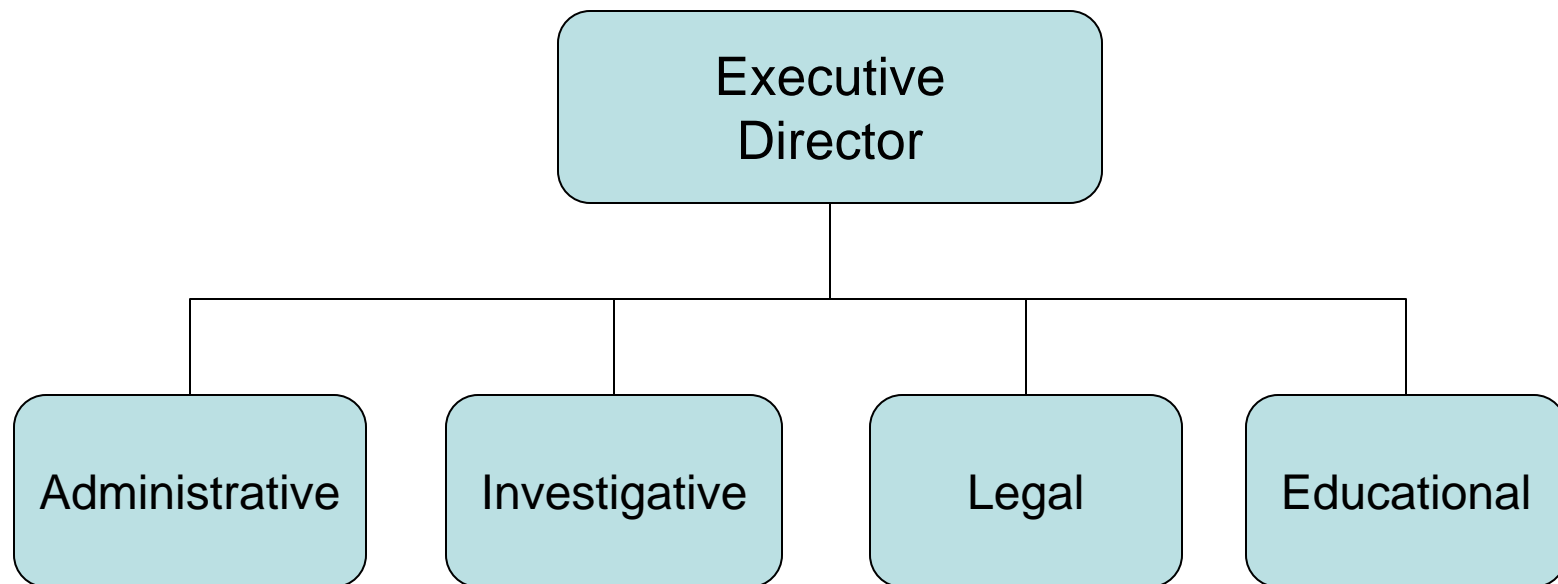 Executive
Director
Administrative
Investigative
Legal
Educational